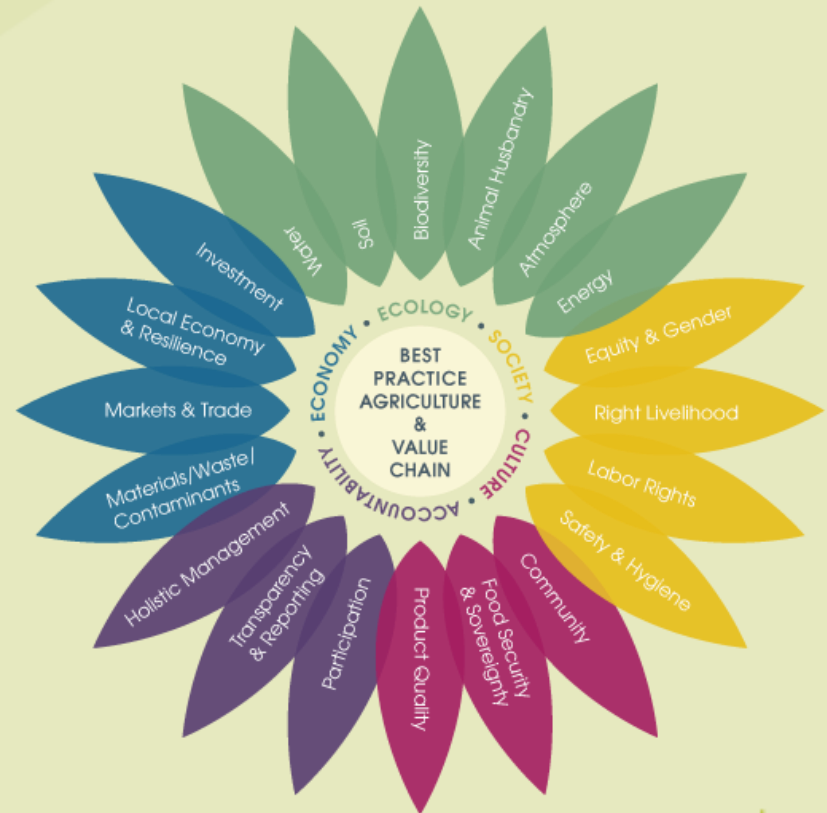 BEST
PRACTICE
AGRICULTURE
&
VALUE
CHAIN
ECOLOGY • SOCIETY • CULTURE • ACCOUNTABILITY • ECONOMY •
Water
Soil
Biodiversity
Animal Husbandry
Atmosphere
Energy
Equity & Gender
Right Livelihood
Labor Rights
Safety & Hygiene
Community
Food Security
& Sovereignty
Product Quality
Participation
Transparency
& Reporting
Holistic Management
Materials/Waste/
Contaminants
Markets & Trade
Local Economy
& Resilience
Investment